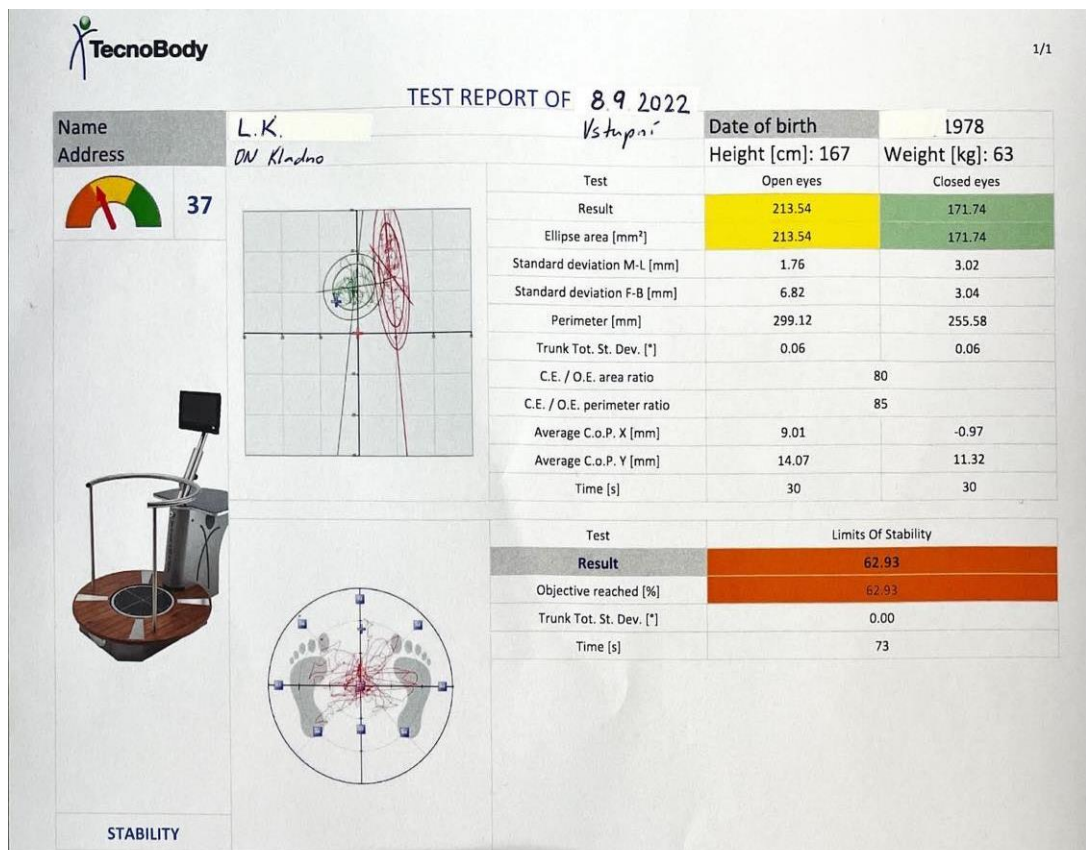 TecnoBody
1/1
TEST REPORT OF 8.9.2022
Name L.K. Vstupní Date of birth 1978
Address DN Kladno Height [cm]: 167 Weight [kg]: 63
37
Test Open eyes Closed eyes
Result 213.54 171.74
Ellipse area [mm²] 213.54 171.74
Standard deviation M-L [mm] 1.76 3.02
Standard deviation F-B [mm] 6.82 3.04
Perimeter [mm] 299.12 255.58
Trunk Tot. St. Dev. [°] 0.06 0.06
C.E. / O.E. area ratio 80
C.E. / O.E. perimeter ratio 85
Average C.o.P. X [mm] 9.01 -0.97
Average C.o.P. Y [mm] 14.07 11.32
Time [s] 30 30
Test Limits Of Stability
Result 62.93
Objective reached [%] 62.93
Trunk Tot. St. Dev. [°] 0.00
Time [s] 73
STABILITY